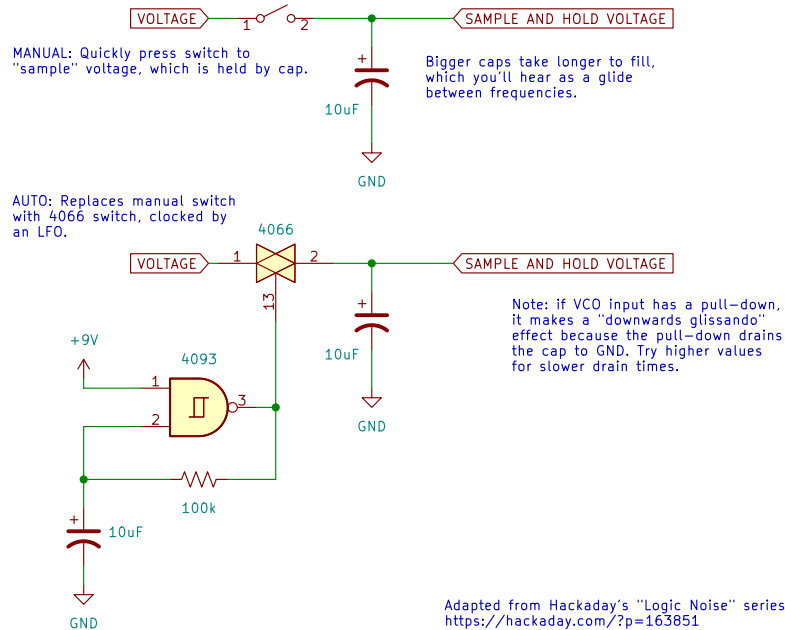 VOLTAGE
1
2
SAMPLE AND HOLD VOLTAGE
MANUAL: Quickly press switch to
"sample" voltage, which is held by cap.
+
10uF
GND
Bigger caps take longer to fill,
which you'll hear as a glide
between frequencies.
AUTO: Replaces manual switch
with 4066 switch, clocked by
an LFO.
4066
VOLTAGE
1
2
13
SAMPLE AND HOLD VOLTAGE
+
10uF
GND
Note: if VCO input has a pull-down,
it makes a "downwards glissando"
effect because the pull-down drains
the cap to GND. Try higher values
for slower drain times.
+9V
4093
1
2
3
100k
+
10uF
GND
Adapted from Hackaday's "Logic Noise" series
https://hackaday.com/?p=163851